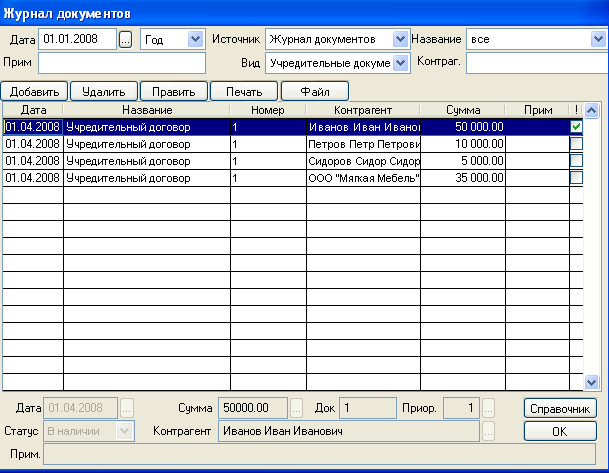 Журнал документов
Дата 01.01.2008 ... Год Источник Журнал документов Название все
Прим Вид Учредительные докуме Контраг.
Добавить Удалить Править Печать Файл
Дата Название Номер Контрагент Сумма Прим !
01.04.2008 Учредительный договор 1 Иванов Иван Иванов 50 000.00
01.04.2008 Учредительный договор 1 Петров Петр Петрови 10 000.00
01.04.2008 Учредительный договор 1 Сидоров Сидор Сидор 5 000.00
01.04.2008 Учредительный договор 1 ООО "Мягкая Мебель" 35 000.00
Дата 01.04.2008 ... Сумма 50000.00 ... Док 1 Приор. 1 ... Справочник
Статус В наличии Контрагент Иванов Иван Иванович ... OK
Прим.